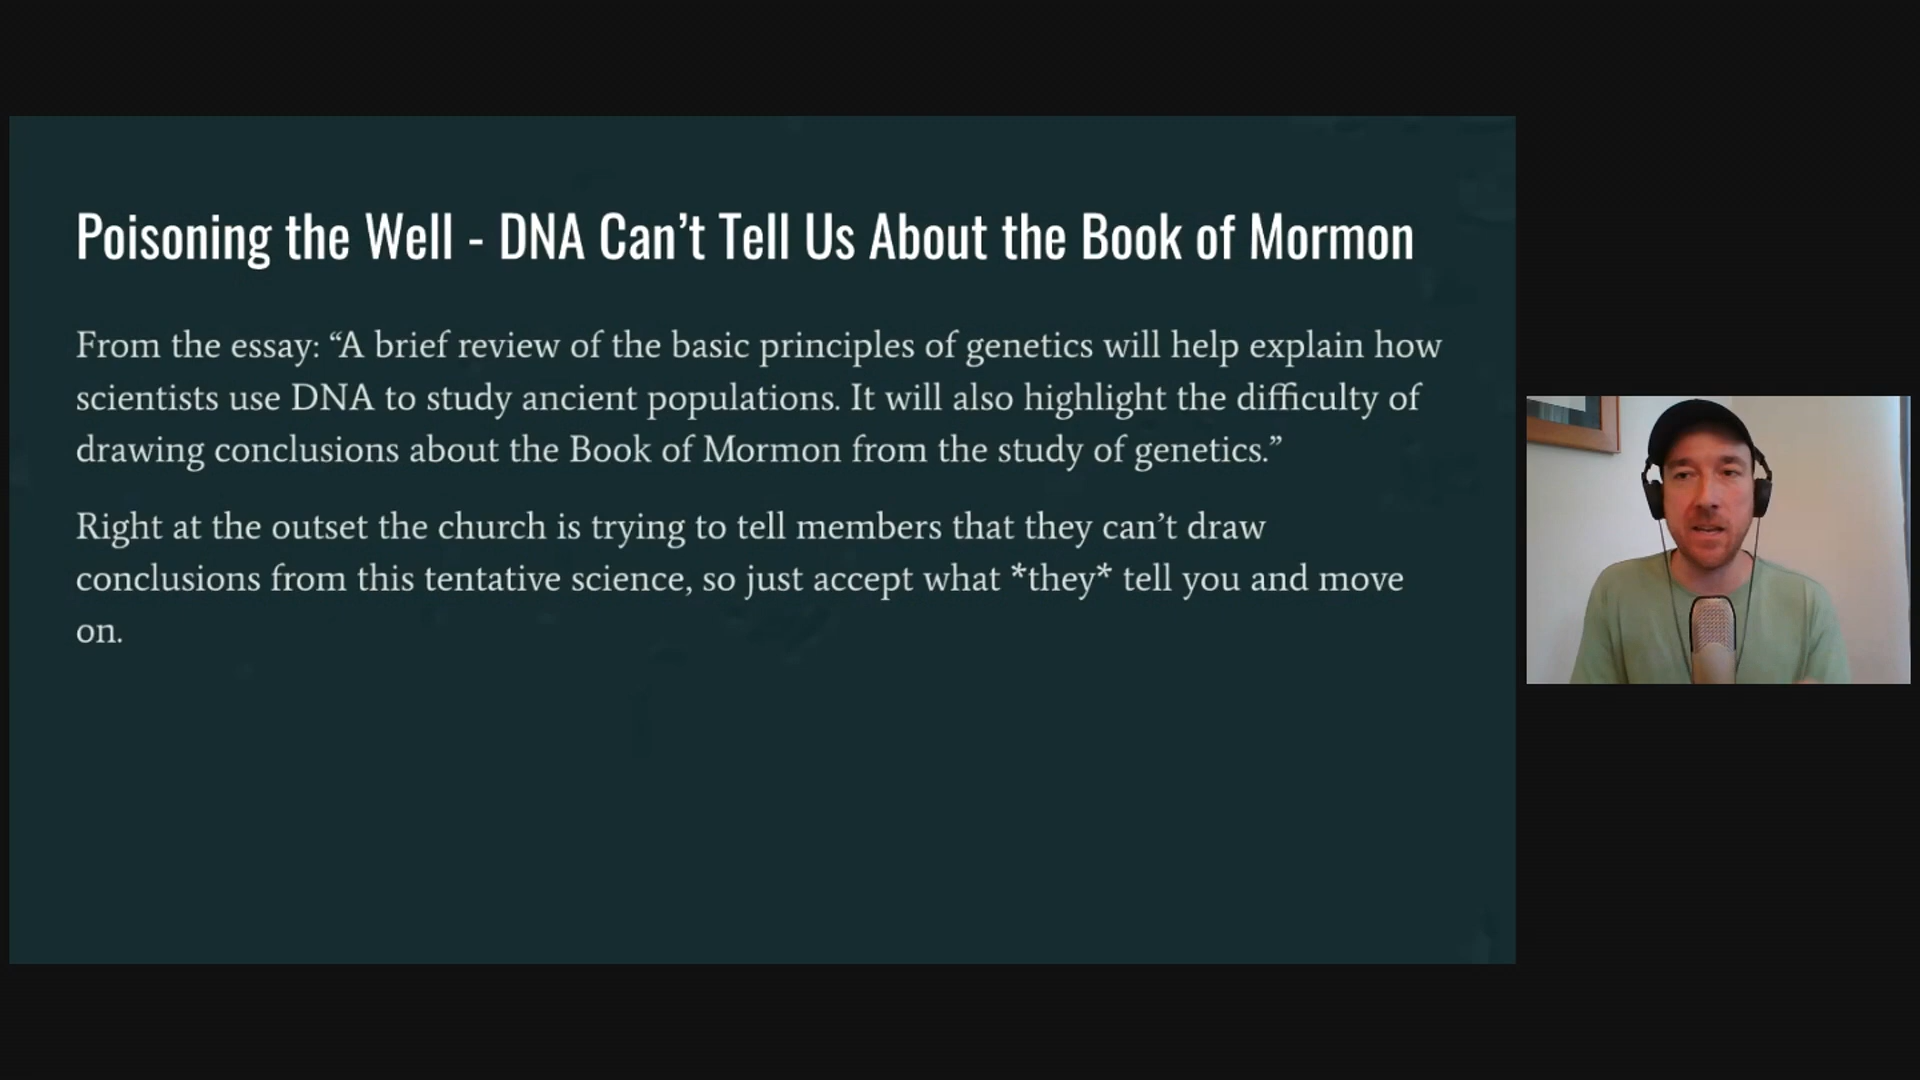 Poisoning the Well - DNA Can’t Tell Us About the Book of Mormon
From the essay: “A brief review of the basic principles of genetics will help explain how
scientists use DNA to study ancient populations. It will also highlight the difficulty of
drawing conclusions about the Book of Mormon from the study of genetics.”
Right at the outset the church is trying to tell members that they can’t draw
conclusions from this tentative science, so just accept what *they* tell you and move
on.